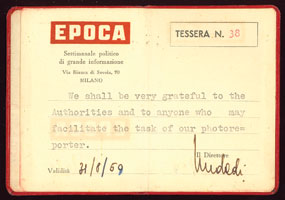 EPOCA
TESSERA N. 38
Settimanale politico
di grande informazione
Via Bianca di Savoia, 20
MILANO
We shall be very grateful to the
Authorities and to anyone who may
facilitate the task of our photore=
porter.
Il Direttore
Validità 31/8/69